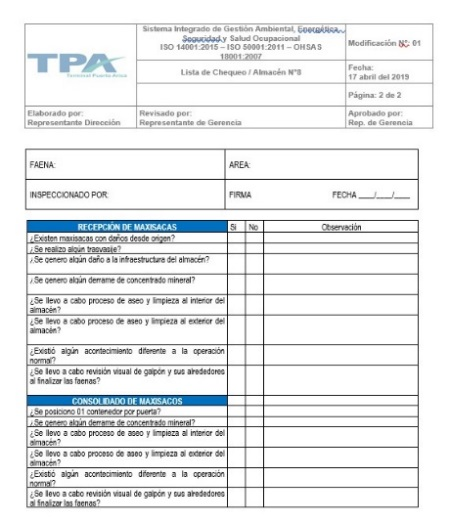 Sistema Integrado de Gestión Ambiental, Energética,
Seguridad y Salud Ocupacional
ISO 14001:2015 – ISO 50001:2011 – OHSAS
18001:2007
Modificación Nº: 01
TPA
Terminal Puerto Arica
Lista de Chequeo / Almacén Nº8
Fecha:
17 abril del 2019
Página: 2 de 2
Elaborado por:
Representante Dirección
Revisado por:
Representante de Gerencia
Aprobado por:
Rep. de Gerencia
FAENA:
AREA:
INSPECCIONADO POR:
FIRMA
FECHA ___/___/___
RECEPCIÓN DE MAXISACAS Si No Observación
¿Existen maxisacas con daños desde origen?
¿Se realizo algún trasvasije?
¿Se genero algún daño a la infraestructura del almacén?
¿Se genero algún derrame de concentrado mineral?
¿Se llevo a cabo proceso de aseo y limpieza al interior del
almacén?
¿Se llevo a cabo proceso de aseo y limpieza al exterior del
almacén?
¿Existió algún acontecimiento diferente a la operación
normal?
¿Se llevo a cabo revisión visual de galpón y sus alrededores
al finalizar las faenas?
CONSOLIDADO DE MAXISACOS
¿Se posiciono 01 contenedor por puerta?
¿Se genero algún derrame de concentrado mineral?
¿Se llevo a cabo proceso de aseo y limpieza al interior del
almacén?
¿Se llevo a cabo proceso de aseo y limpieza al exterior del
almacén?
¿Existió algún acontecimiento diferente a la operación
normal?
¿Se llevo a cabo revisión visual de galpón y sus alrededores
al finalizar las faenas?